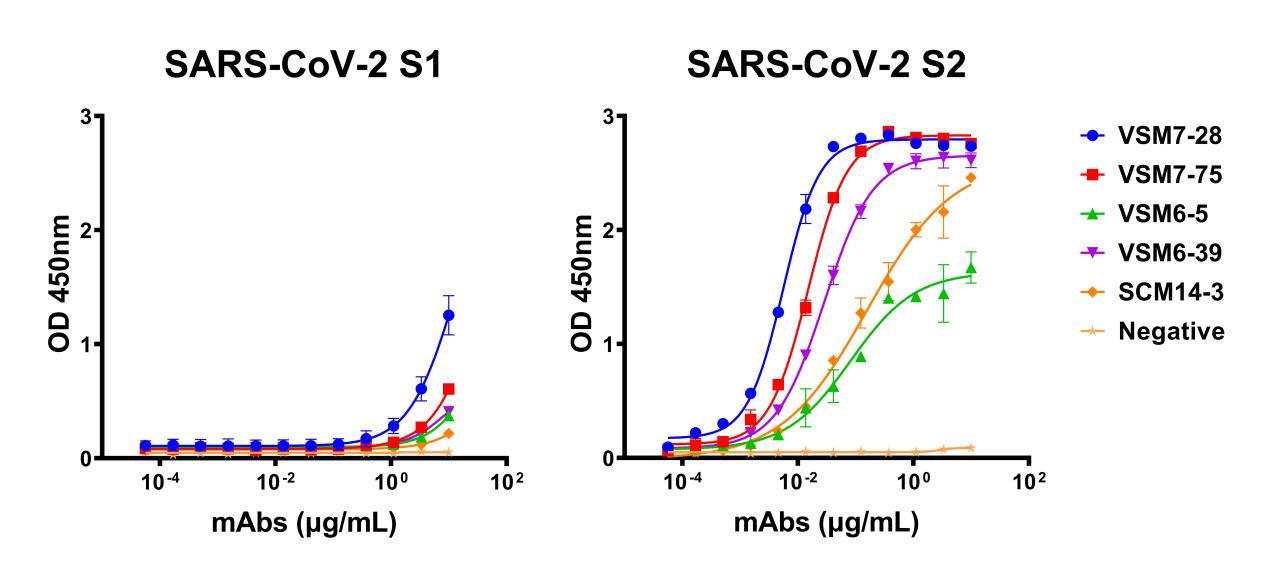 SARS-CoV-2 S1
3
2
1
0
OD 450nm
10⁻⁴ 10⁻² 10⁰ 10²
mAbs (µg/mL)
SARS-CoV-2 S2
3
2
1
0
OD 450nm
10⁻⁴ 10⁻² 10⁰ 10²
mAbs (µg/mL)
VSM7-28
VSM7-75
VSM6-5
VSM6-39
SCM14-3
Negative